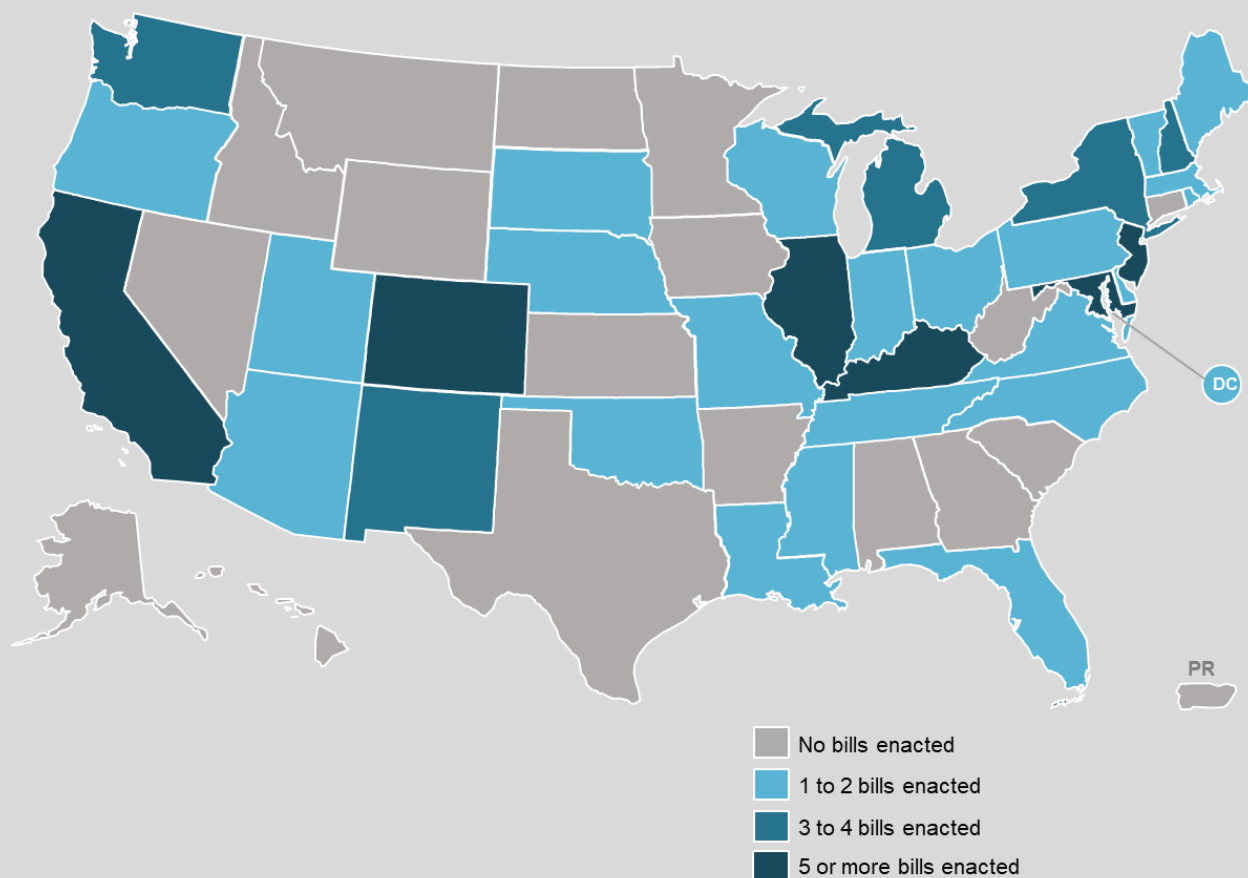 DC
PR
No bills enacted
1 to 2 bills enacted
3 to 4 bills enacted
5 or more bills enacted